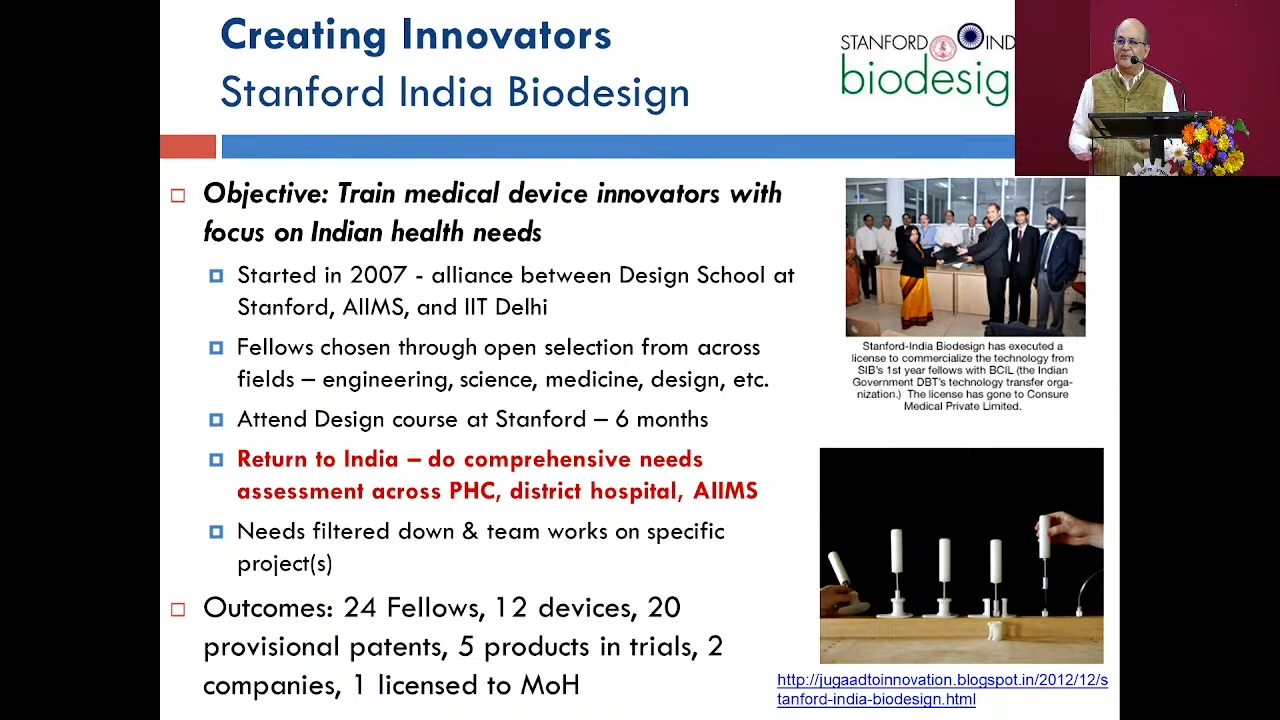 Creating Innovators
Stanford India Biodesign
STANFORD IND
biodesig
Objective: Train medical device innovators with
focus on Indian health needs
Started in 2007 - alliance between Design School at
Stanford, AIIMS, and IIT Delhi
Fellows chosen through open selection from across
fields – engineering, science, medicine, design, etc.
Attend Design course at Stanford – 6 months
Return to India – do comprehensive needs
assessment across PHC, district hospital, AIIMS
Needs filtered down & team works on specific
project(s)
Outcomes: 24 Fellows, 12 devices, 20
provisional patents, 5 products in trials, 2
companies, 1 licensed to MoH
Stanford-India Biodesign has executed a
license to commercialize the technology from
SIB's 1st year fellows with BCIL (the Indian
Government DBT's technology transfer orga-
nization.) The license has gone to Consure
Medical Private Limited.
http://jugaadtoinnovation.blogspot.in/2012/12/s
tanford-india-biodesign.html